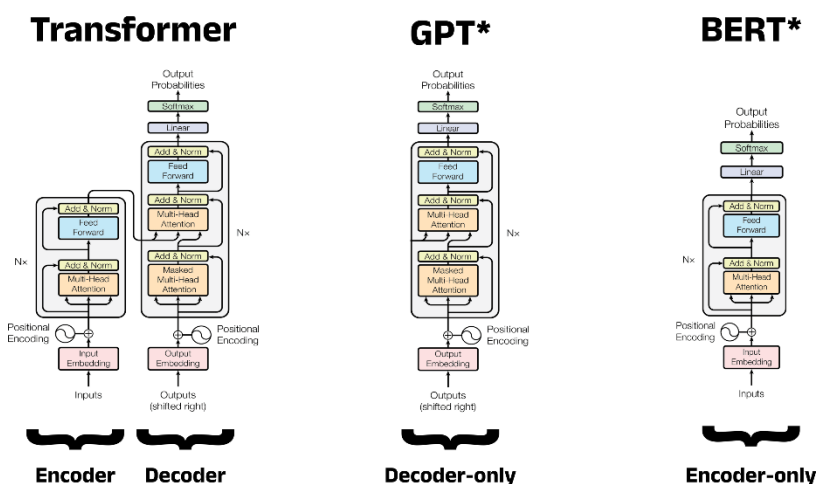 Transformer
Output
Probabilities
Softmax
Linear
Add & Norm
Feed
Forward
Add & Norm
Multi-Head
Attention
Add & Norm
Masked
Multi-Head
Attention
Nx
Add & Norm
Feed
Forward
Add & Norm
Multi-Head
Attention
Nx
Positional
Encoding
Positional
Encoding
Input
Embedding
Output
Embedding
Inputs
Outputs
(shifted right)
Encoder
Decoder
GPT*
Output
Probabilities
Softmax
Linear
Add & Norm
Feed
Forward
Add & Norm
Multi-Head
Attention
Add & Norm
Masked
Multi-Head
Attention
Nx
Positional
Encoding
Output
Embedding
Outputs
(shifted right)
Decoder-only
BERT*
Output
Probabilities
Softmax
Linear
Add & Norm
Feed
Forward
Add & Norm
Multi-Head
Attention
Nx
Positional
Encoding
Input
Embedding
Inputs
Encoder-only